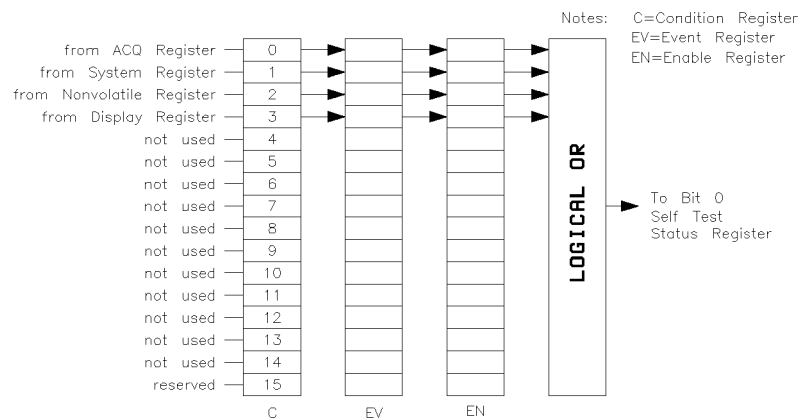 Notes: C=Condition Register
EV=Event Register
EN=Enable Register
from ACQ Register 0
from System Register 1
from Nonvolatile Register 2
from Display Register 3
not used 4
not used 5
not used 6
not used 7
not used 8
not used 9
not used 10
not used 11
not used 12
not used 13
not used 14
reserved 15
C EV EN
LOGICAL OR
To Bit 0
Self Test
Status Register